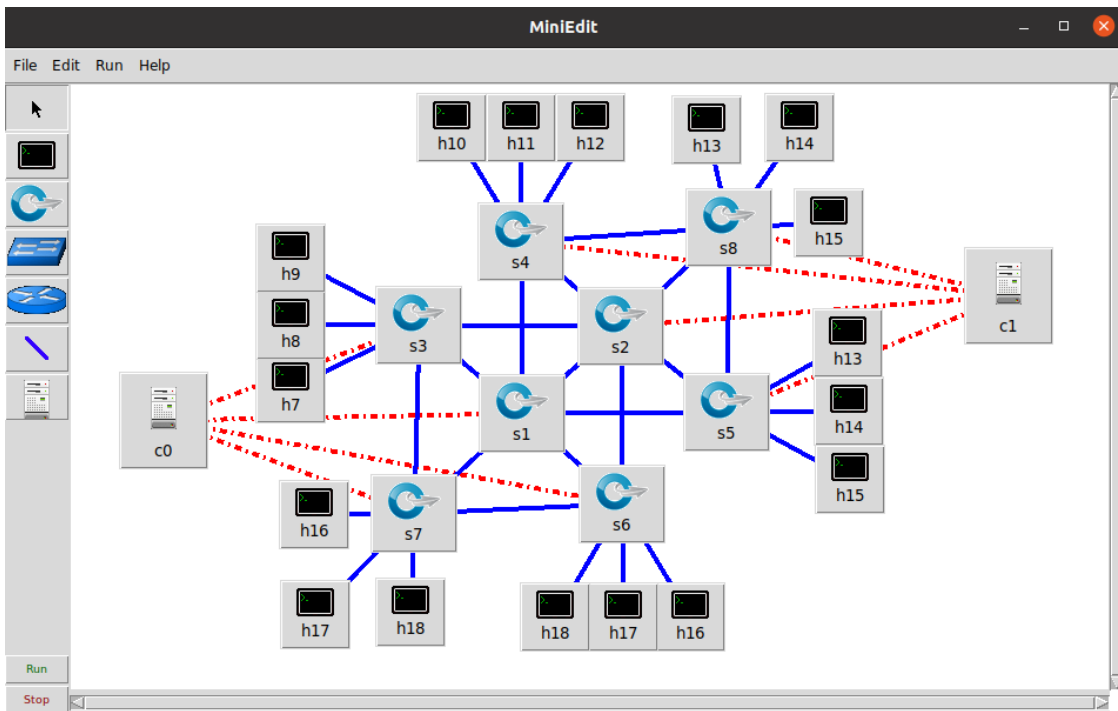 MiniEdit
File Edit Run Help
h10 h11 h12
h13
h14
h15
s4
s8
h9
h8
h7
s3
s2
c1
h13
h14
h15
c0
s1
s5
h16
s7
s6
h17
h18
h18 h17 h16
Run
Stop